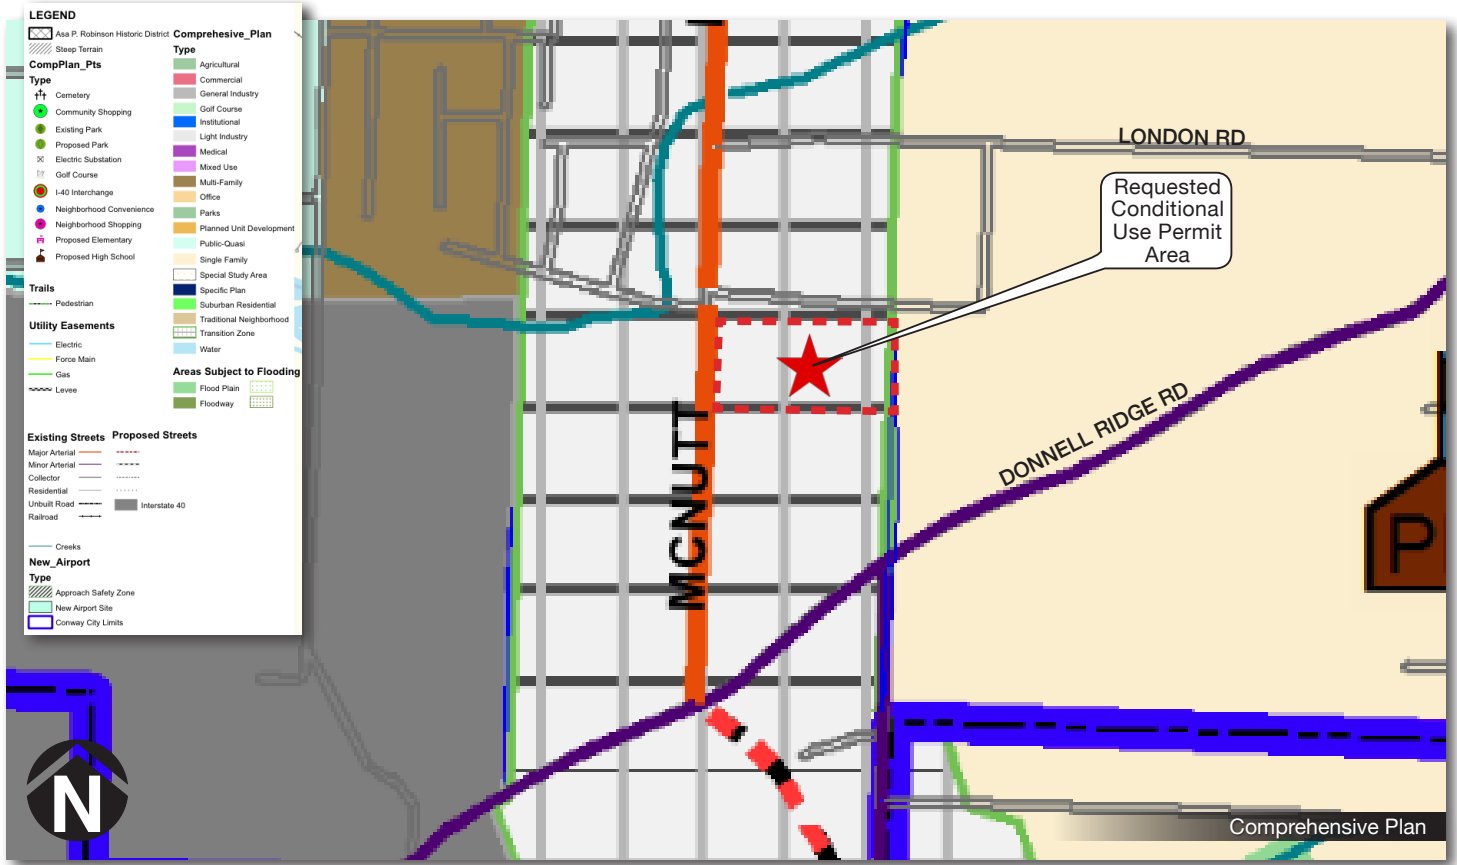 LEGEND
Asa P. Robinson Historic District
Steep Terrain
CompPlan_Pts
Type
Cemetery
Community Shopping
Existing Park
Proposed Park
Electric Substation
Golf Course
I-40 Interchange
Neighborhood Convenience
Neighborhood Shopping
Proposed Elementary
Proposed High School
Trails
Pedestrian
Utility Easements
Electric
Force Main
Gas
Levee
Comprehesive_Plan
Type
Agricultural
Commercial
General Industry
Golf Course
Institutional
Light Industry
Medical
Mixed Use
Multi-Family
Office
Parks
Planned Unit Development
Public-Quasi
Single Family
Special Study Area
Specific Plan
Suburban Residential
Traditional Neighborhood
Transition Zone
Water
Areas Subject to Flooding
Flood Plain
Floodway
Existing Streets
Major Arterial
Minor Arterial
Collector
Residential
Unbuilt Road
Railroad
Proposed Streets
Interstate 40
Creeks
New_Airport
Type
Approach Safety Zone
New Airport Site
Conway City Limits
LONDON RD
Requested
Conditional
Use Permit
Area
DONNELL RIDGE RD
MCNUTT
P
N
Comprehensive Plan